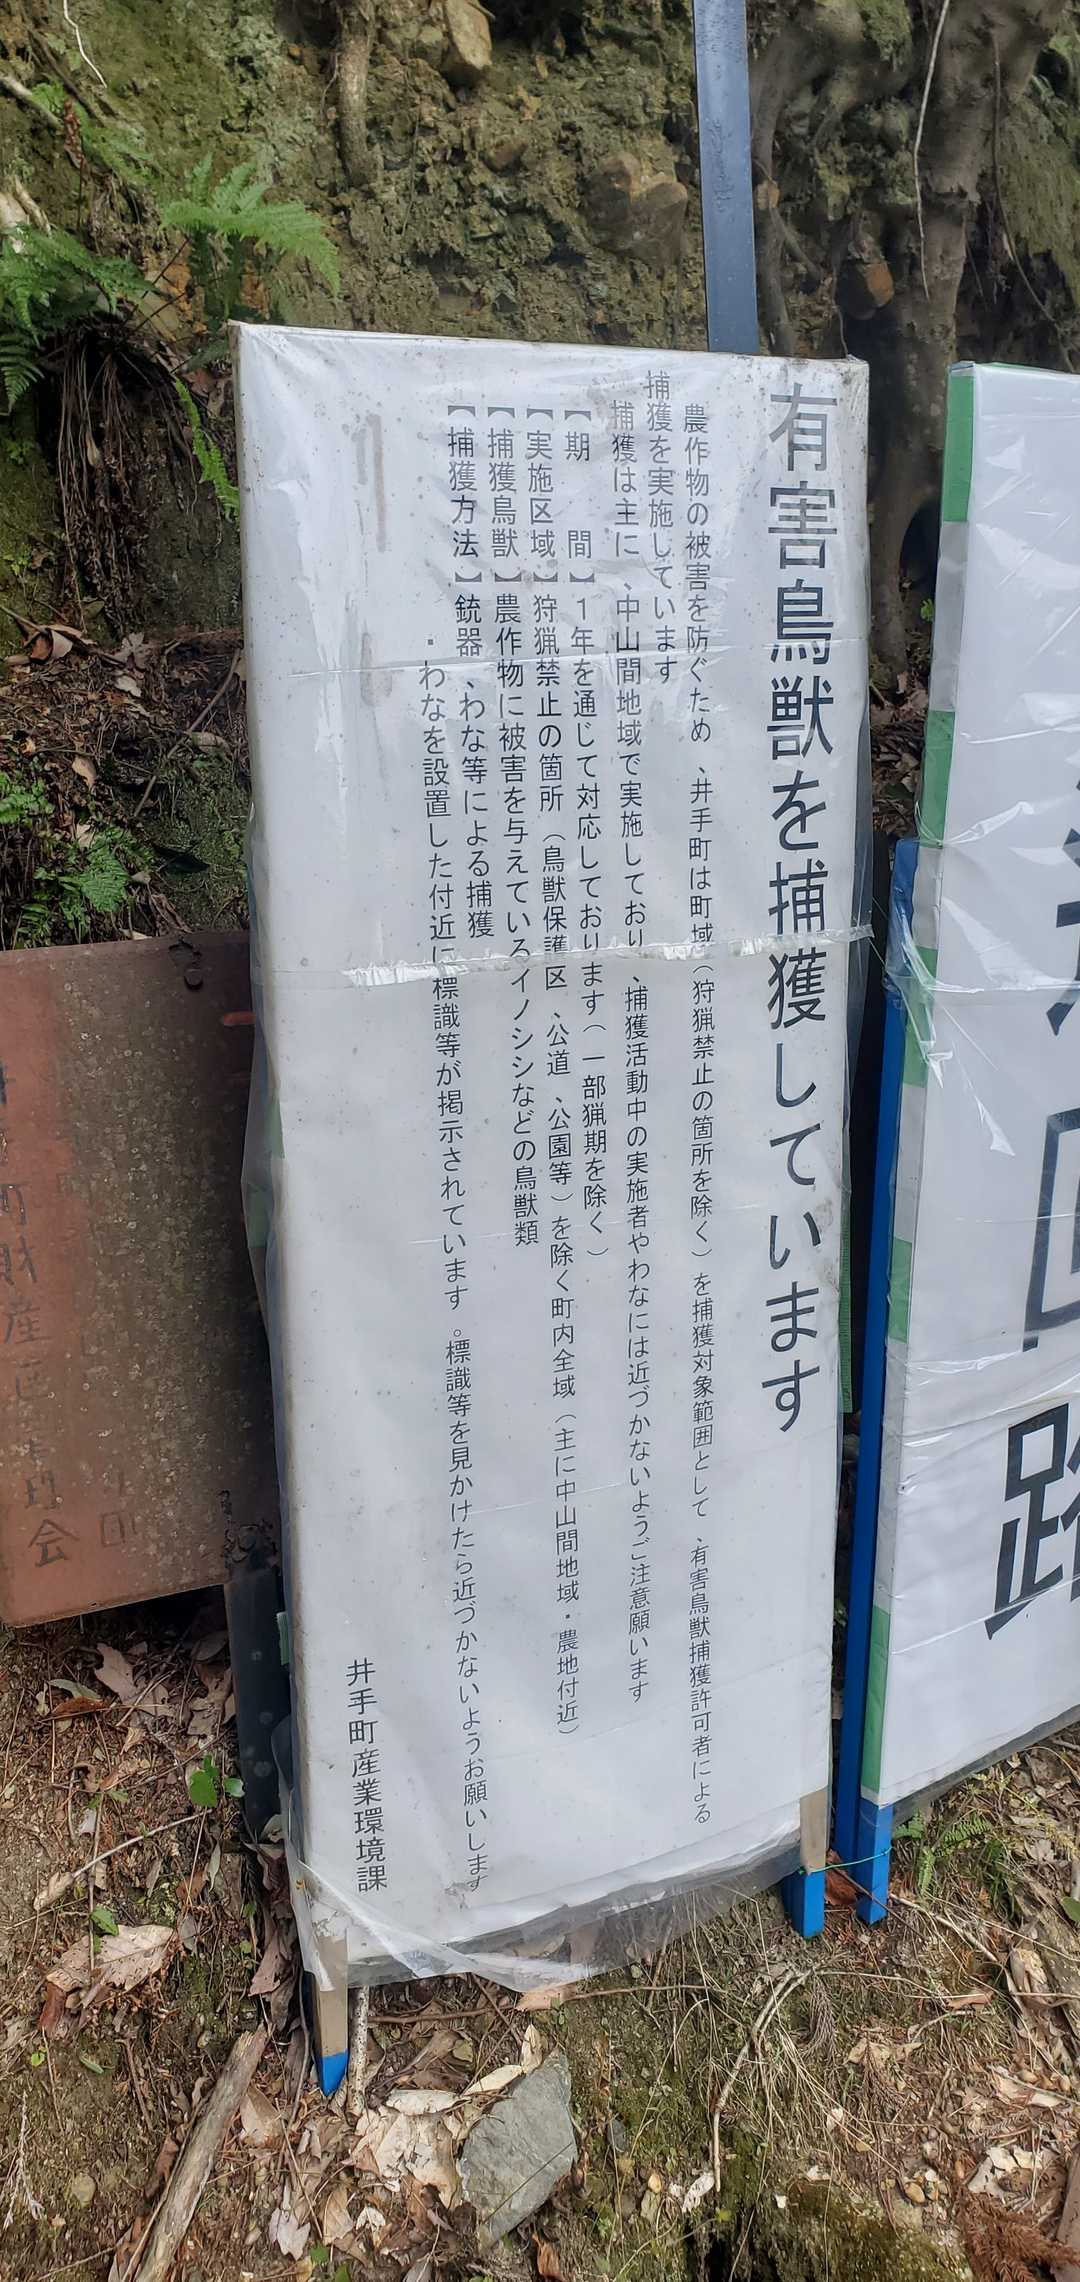 有害鳥獣を捕獲しています
農作物の被害を防ぐため、井手町は町域(狩猟禁止の箇所を除く)を捕獲対象範囲として、有害鳥獣捕獲許可者による
捕獲を実施しています
捕獲は主に、中山間地域で実施しており、捕獲活動中の実施者やわなには近づかないようご注意願います
【期　　間】1年を通じて対応しております(一部猟期を除く)
【実施区域】狩猟禁止の箇所(鳥獣保護区、公道、公園等)を除く町内全域(主に中山間地域・農地付近)
【捕獲鳥獣】農作物に被害を与えているイノシシなどの鳥獣類
【捕獲方法】銃器、わな等による捕獲
・わなを設置した付近に標識等が掲示されています。標識等を見かけたら近づかないようお願いします
井手町産業環境課
路
町財産区
会